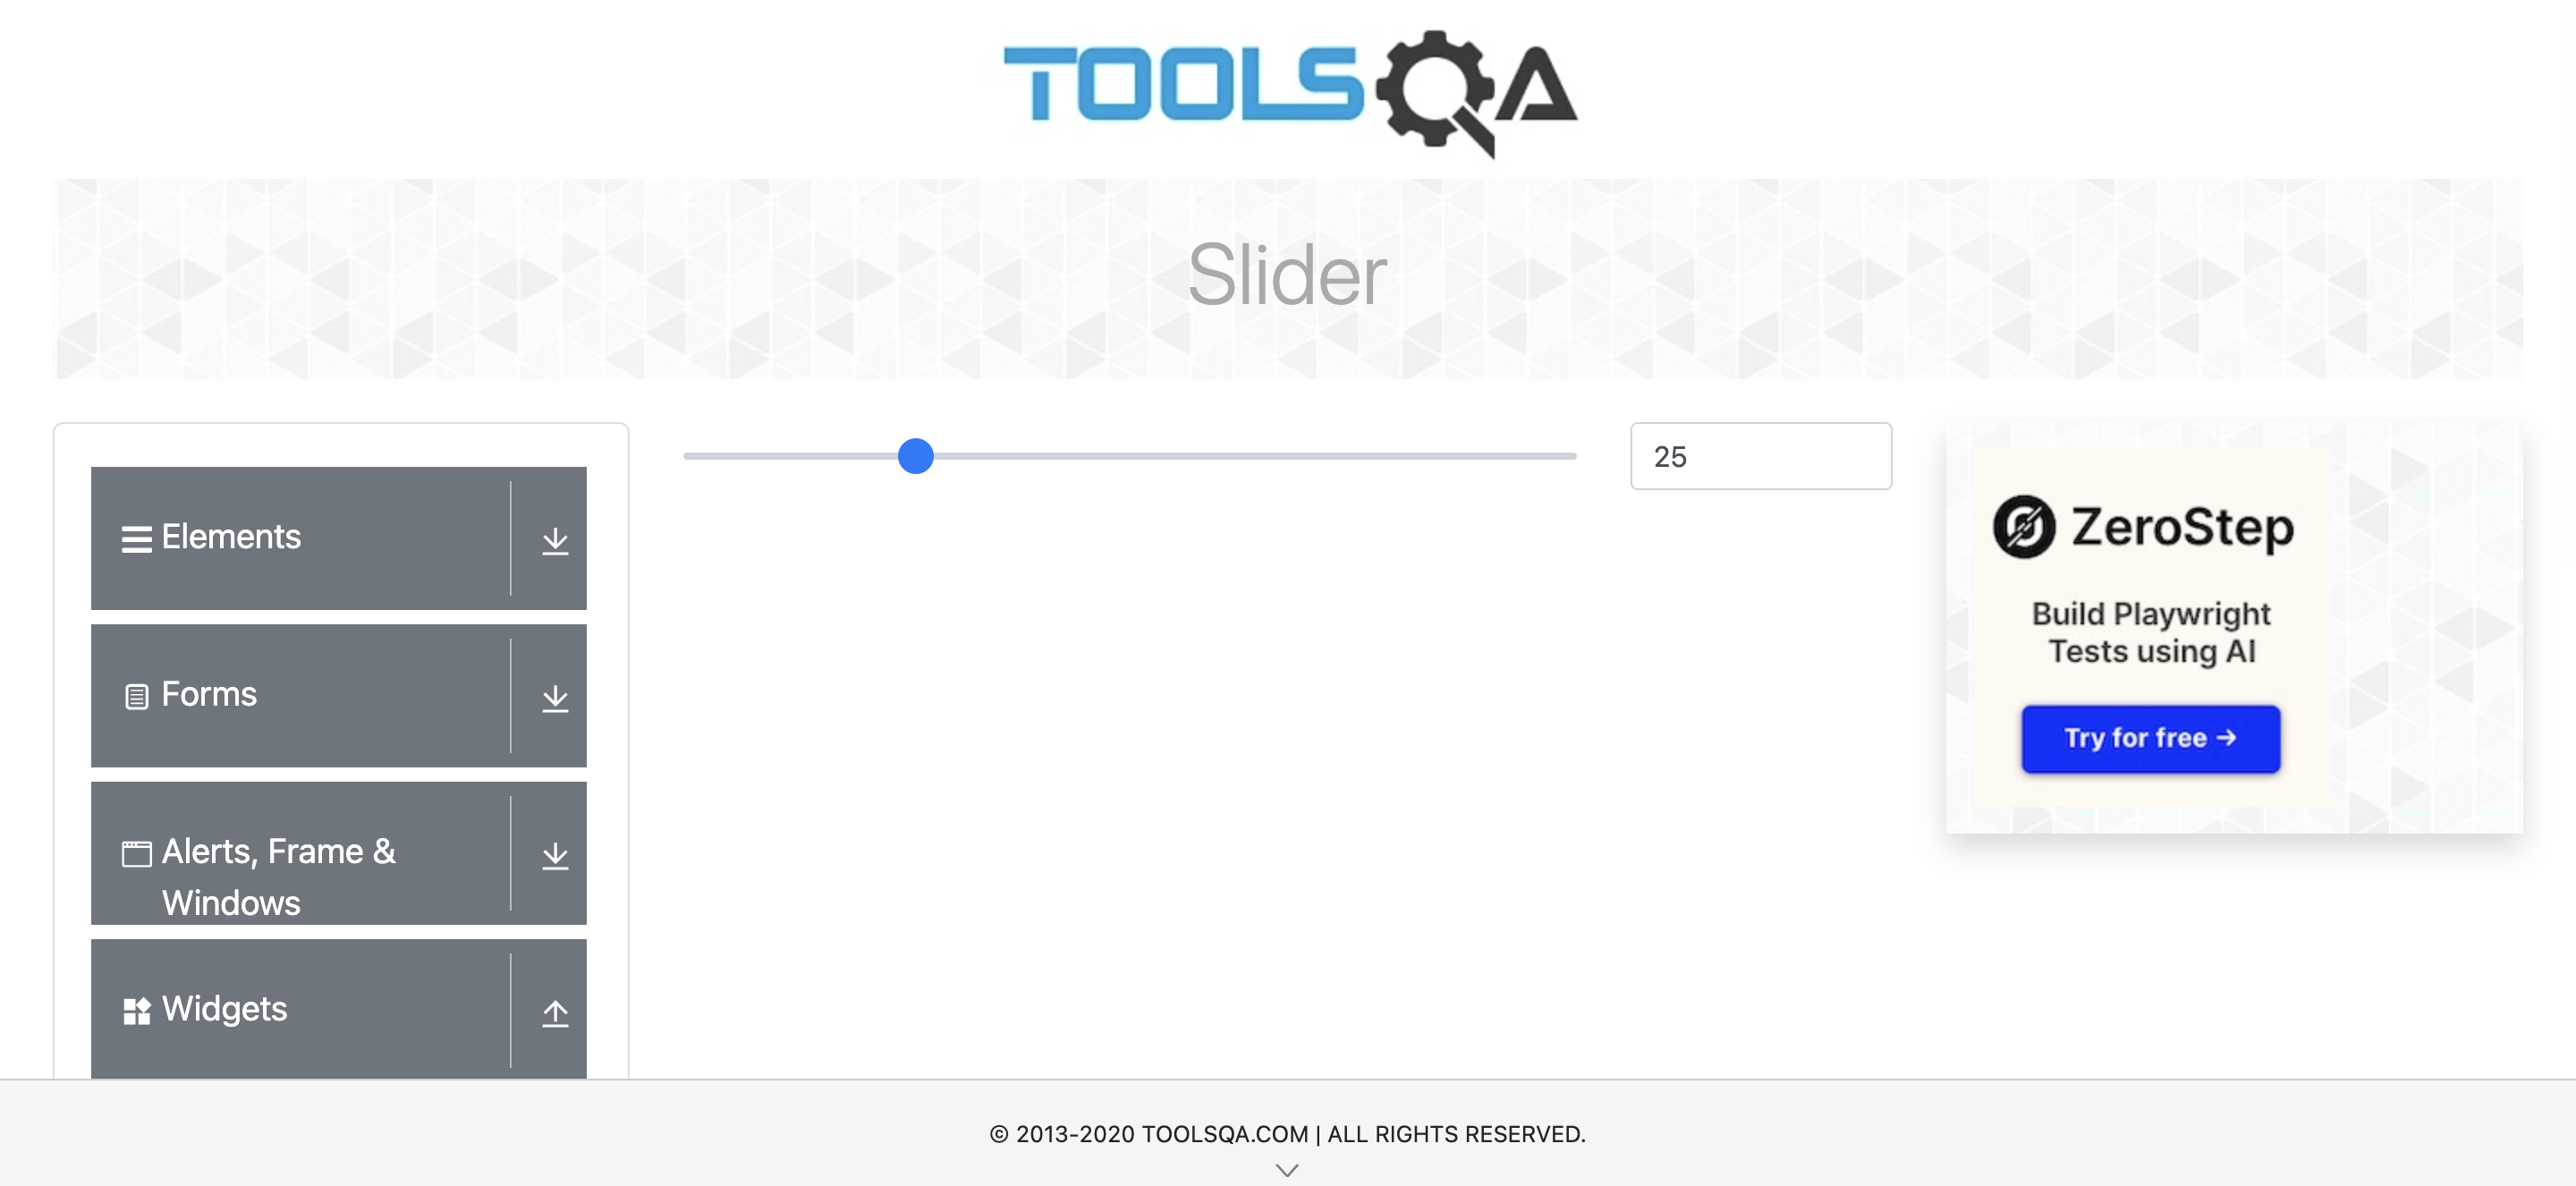 TOOLSQA
Slider
Elements
Forms
Alerts, Frame &
Windows
Widgets
25
ZeroStep
Build Playwright
Tests using AI
Try for free →
© 2013-2020 TOOLSQA.COM | ALL RIGHTS RESERVED.